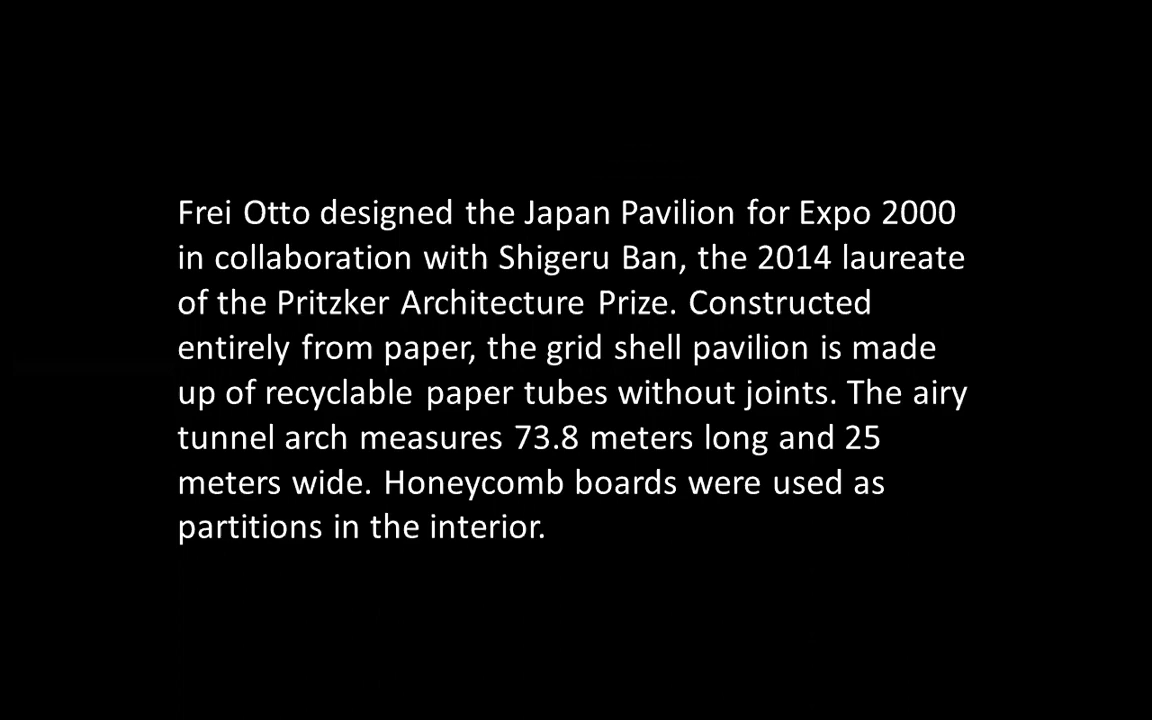 Frei Otto designed the Japan Pavilion for Expo 2000
in collaboration with Shigeru Ban, the 2014 laureate
of the Pritzker Architecture Prize. Constructed
entirely from paper, the grid shell pavilion is made
up of recyclable paper tubes without joints. The airy
tunnel arch measures 73.8 meters long and 25
meters wide. Honeycomb boards were used as
partitions in the interior.